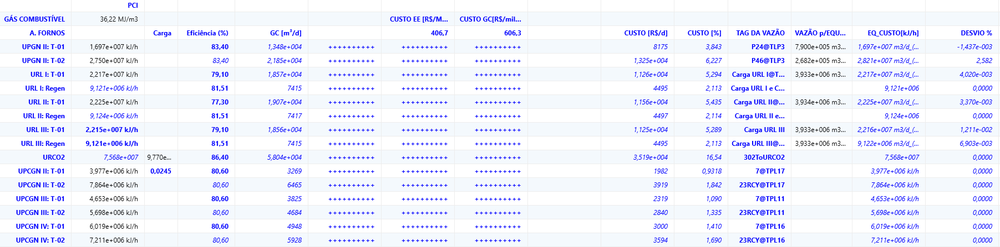 PCI
GÁS COMBUSTÍVEL 36,22 MJ/m3 CUSTO EE [R$/M... CUSTO GC[R$/mil...
A. FORNOS Carga Eficiência (%) GC [m³/d] 406,7 606,3 CUSTO [R$/d] CUSTO [%] TAG DA VAZÃO VAZÃO p/EQU... EQ_CUSTO[kJ/h] DESVIO %
UPGN II: T-01 1,697e+007 kJ/h 83,40 1,348e+004 ++++++++++ ++++++++++ ++++++++++ 8175 3,843 P24@TLP3 7,900e+005 m3... 1,697e+007 m3/d_(... -1,437e-003
UPGN II: T-02 2,750e+007 kJ/h 83,40 2,185e+004 ++++++++++ ++++++++++ ++++++++++ 1,325e+004 6,227 P46@TLP3 2,682e+005 m3... 2,821e+007 m3/d_(... 2,582
URL I: T-01 2,217e+007 kJ/h 79,10 1,857e+004 ++++++++++ ++++++++++ ++++++++++ 1,126e+004 5,294 Carga URL I@T... 3,933e+006 m3... 2,217e+007 m3/d_(... 4,020e-003
URL I: Regen 9,121e+006 kJ/h 81,51 7415 ++++++++++ ++++++++++ ++++++++++ 4495 2,113 Carga URL I e C... 9,121e+006 0,0000
URL II: T-01 2,225e+007 kJ/h 77,30 1,907e+004 ++++++++++ ++++++++++ ++++++++++ 1,156e+004 5,435 Carga URL II@... 3,934e+006 m3... 2,225e+007 m3/d_(... 3,370e-003
URL II: Regen 9,124e+006 kJ/h 81,51 7417 ++++++++++ ++++++++++ ++++++++++ 4497 2,114 Carga URL II e... 9,124e+006 0,0000
URL III: T-01 2,215e+007 kJ/h 79,10 1,856e+004 ++++++++++ ++++++++++ ++++++++++ 1,125e+004 5,289 Carga URL III 3,933e+006 m3... 2,216e+007 m3/d_(... 1,211e-002
URL III: Regen 9,121e+006 kJ/h 81,51 7415 ++++++++++ ++++++++++ ++++++++++ 4495 2,113 Carga URL III@... 3,933e+006 m3... 9,122e+006 m3/d_(... 6,903e-003
URCO2 7,568e+007 9,770e... 86,40 5,804e+004 ++++++++++ ++++++++++ ++++++++++ 3,519e+004 16,54 302ToURCO2 7,568e+007 0,0000
UPCGN II: T-01 3,977e+006 kJ/h 0,0245 80,60 3269 ++++++++++ ++++++++++ ++++++++++ 1982 0,9318 7@TPL17 3,977e+006 kJ/h 0,0000
UPCGN II: T-02 7,864e+006 kJ/h 80,60 6465 ++++++++++ ++++++++++ ++++++++++ 3919 1,842 23RCY@TPL17 7,864e+006 kJ/h 0,0000
UPCGN III: T-01 4,653e+006 kJ/h 80,60 3825 ++++++++++ ++++++++++ ++++++++++ 2319 1,090 7@TPL11 4,653e+006 kJ/h 0,0000
UPCGN III: T-02 5,698e+006 kJ/h 80,60 4684 ++++++++++ ++++++++++ ++++++++++ 2840 1,335 23RCY@TPL11 5,698e+006 kJ/h 0,0000
UPCGN IV: T-01 6,019e+006 kJ/h 80,60 4948 ++++++++++ ++++++++++ ++++++++++ 3000 1,410 7@TPL16 6,019e+006 kJ/h 0,0000
UPCGN IV: T-02 7,211e+006 kJ/h 80,60 5928 ++++++++++ ++++++++++ ++++++++++ 3594 1,690 23RCY@TPL16 7,211e+006 kJ/h 0,0000